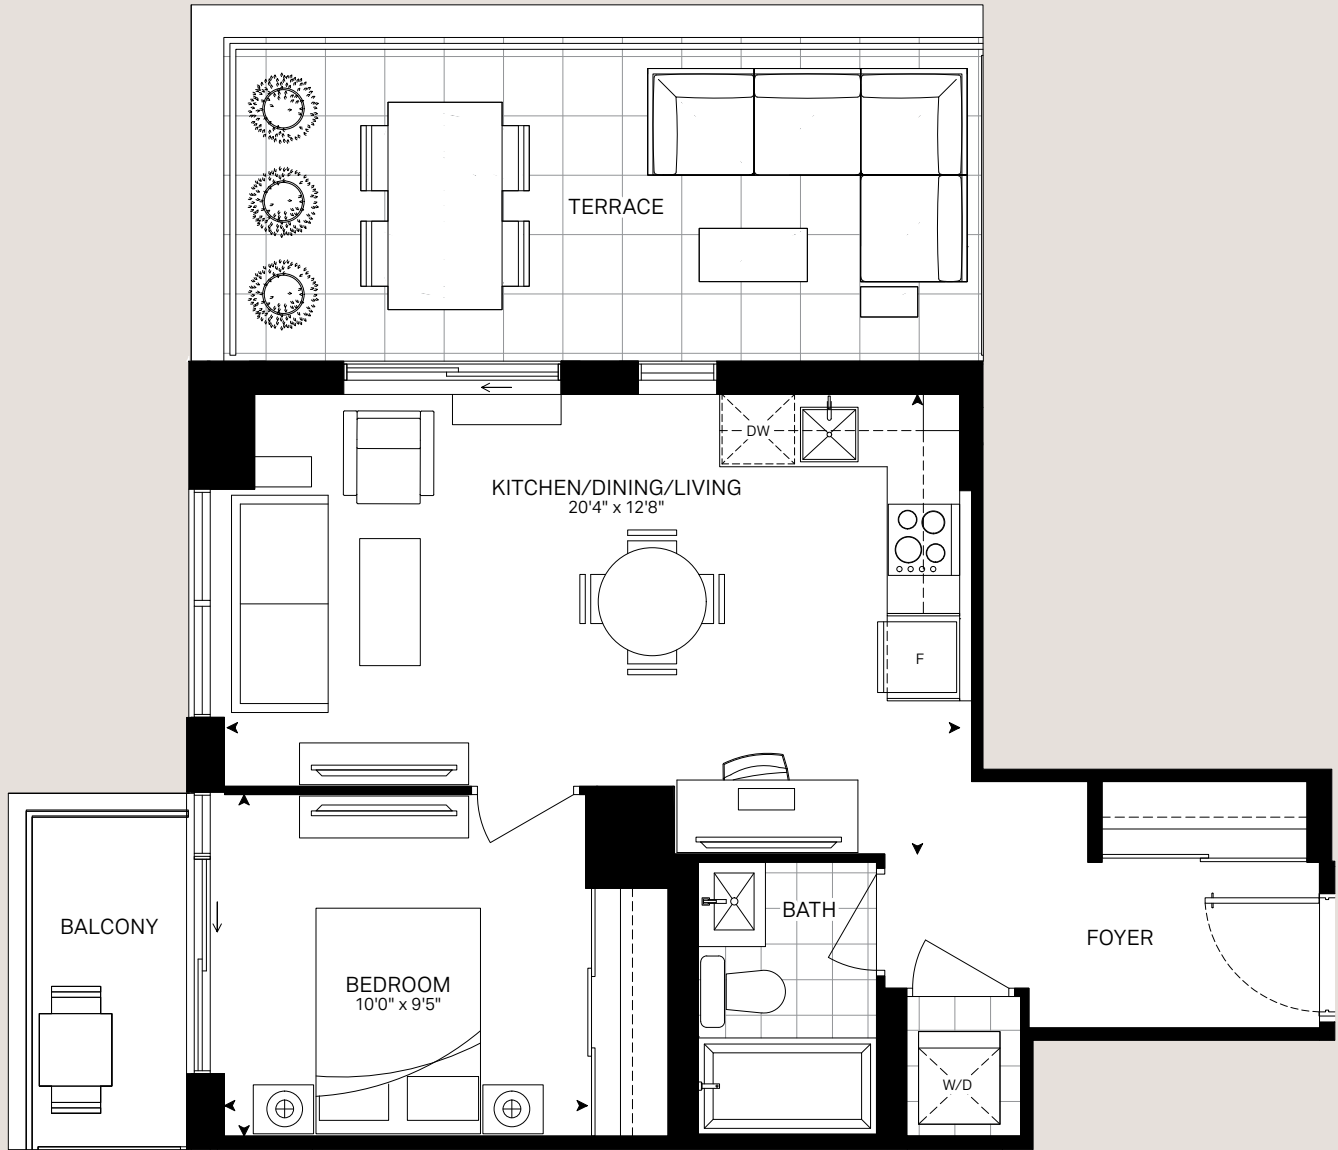 TERRACE
DW
KITCHEN/DINING/LIVING
20'4" x 12'8"
F
BATH
BALCONY
FOYER
BEDROOM
10'0" x 9'5"
W/D